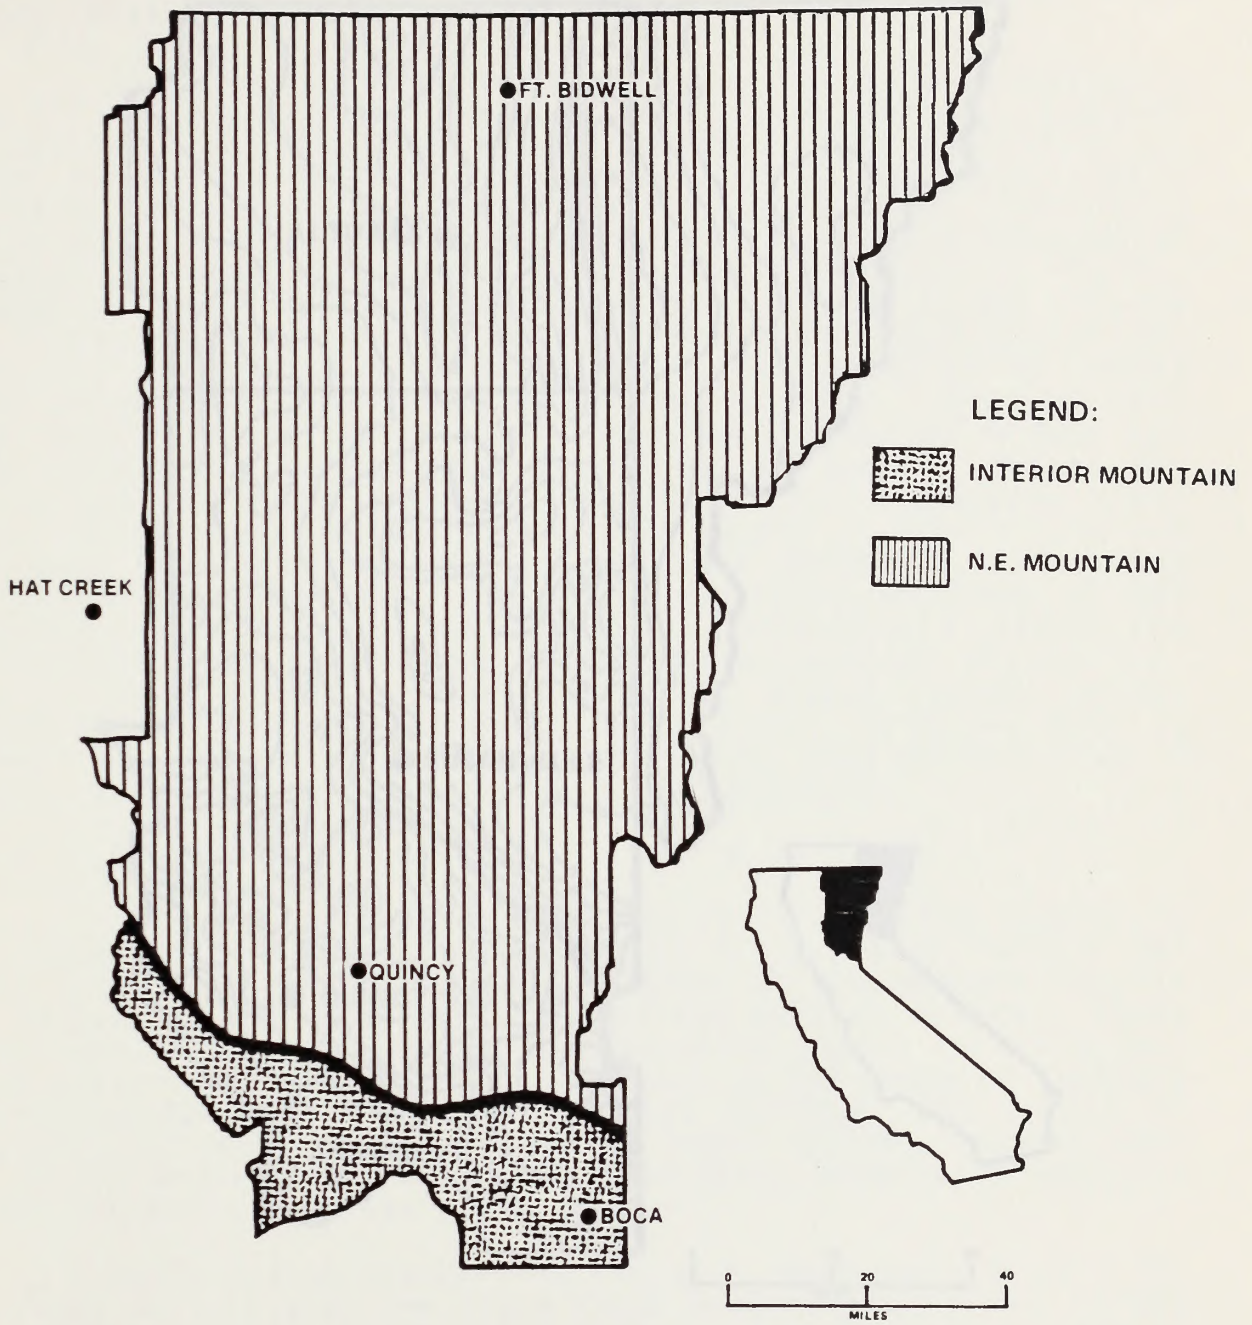 FT. BIDWELL
LEGEND:
INTERIOR MOUNTAIN
N.E. MOUNTAIN
HAT CREEK
QUINCY
BOCA
0 20 40
MILES